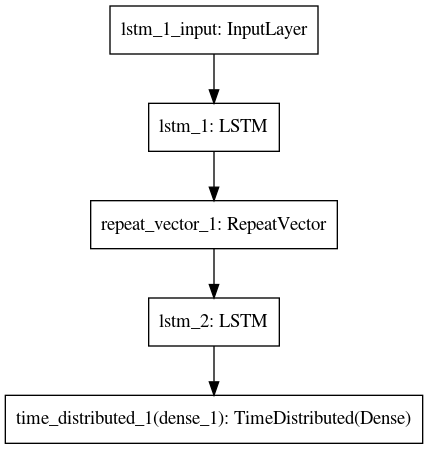 lstm_1_input: InputLayer
lstm_1: LSTM
repeat_vector_1: RepeatVector
lstm_2: LSTM
time_distributed_1(dense_1): TimeDistributed(Dense)